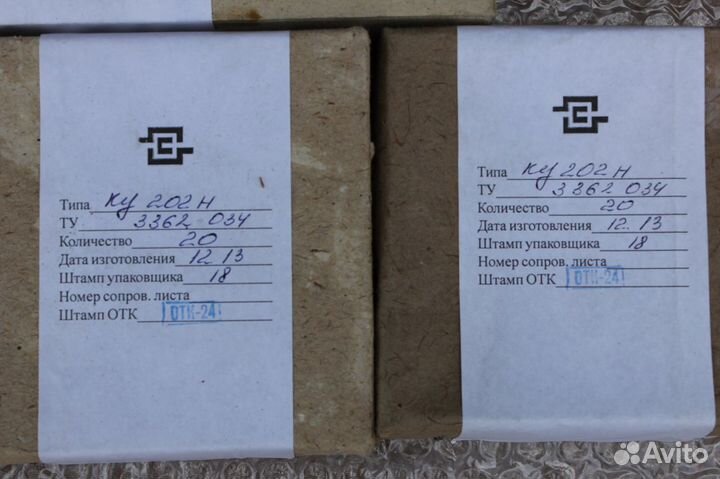 Типа КУ 202Н
ТУ 3362 034
Количество 20
Дата изготовления 12.13
Штамп упаковщика 18
Номер сопров. листа
Штамп ОТК ОТК-24
Типа КУ 202Н
ТУ 3362 034
Количество 20
Дата изготовления 12.13
Штамп упаковщика 18
Номер сопров. листа
Штамп ОТК ОТК-24
Avito